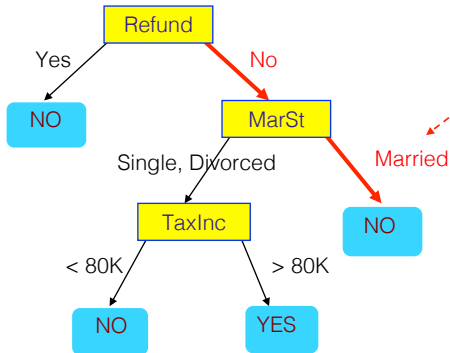 Refund
Yes
No
NO
MarSt
Single, Divorced
Married
TaxInc
NO
< 80K
> 80K
NO
YES